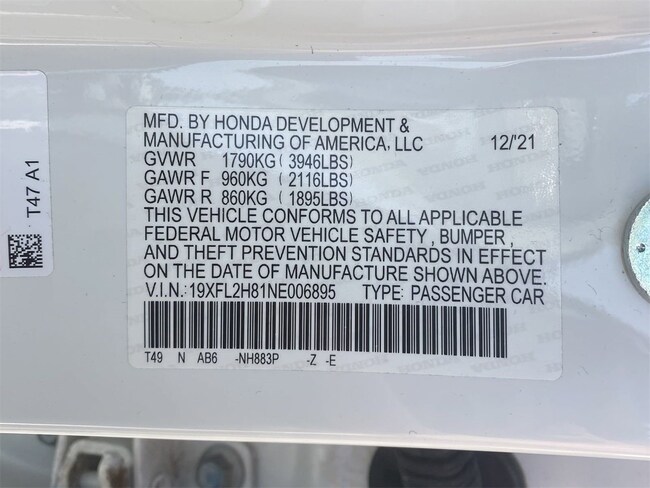 T47 A1
MFD. BY HONDA DEVELOPMENT &
MANUFACTURING OF AMERICA, LLC 12/'21
GVWR 1790KG ( 3946LBS)
GAWR F 960KG ( 2116LBS)
GAWR R 860KG ( 1895LBS)
THIS VEHICLE CONFORMS TO ALL APPLICABLE
FEDERAL MOTOR VEHICLE SAFETY , BUMPER ,
AND THEFT PREVENTION STANDARDS IN EFFECT
ON THE DATE OF MANUFACTURE SHOWN ABOVE.
V.I.N.: 19XFL2H81NE006895 TYPE: PASSENGER CAR
T49 N AB6 -NH883P -Z -E